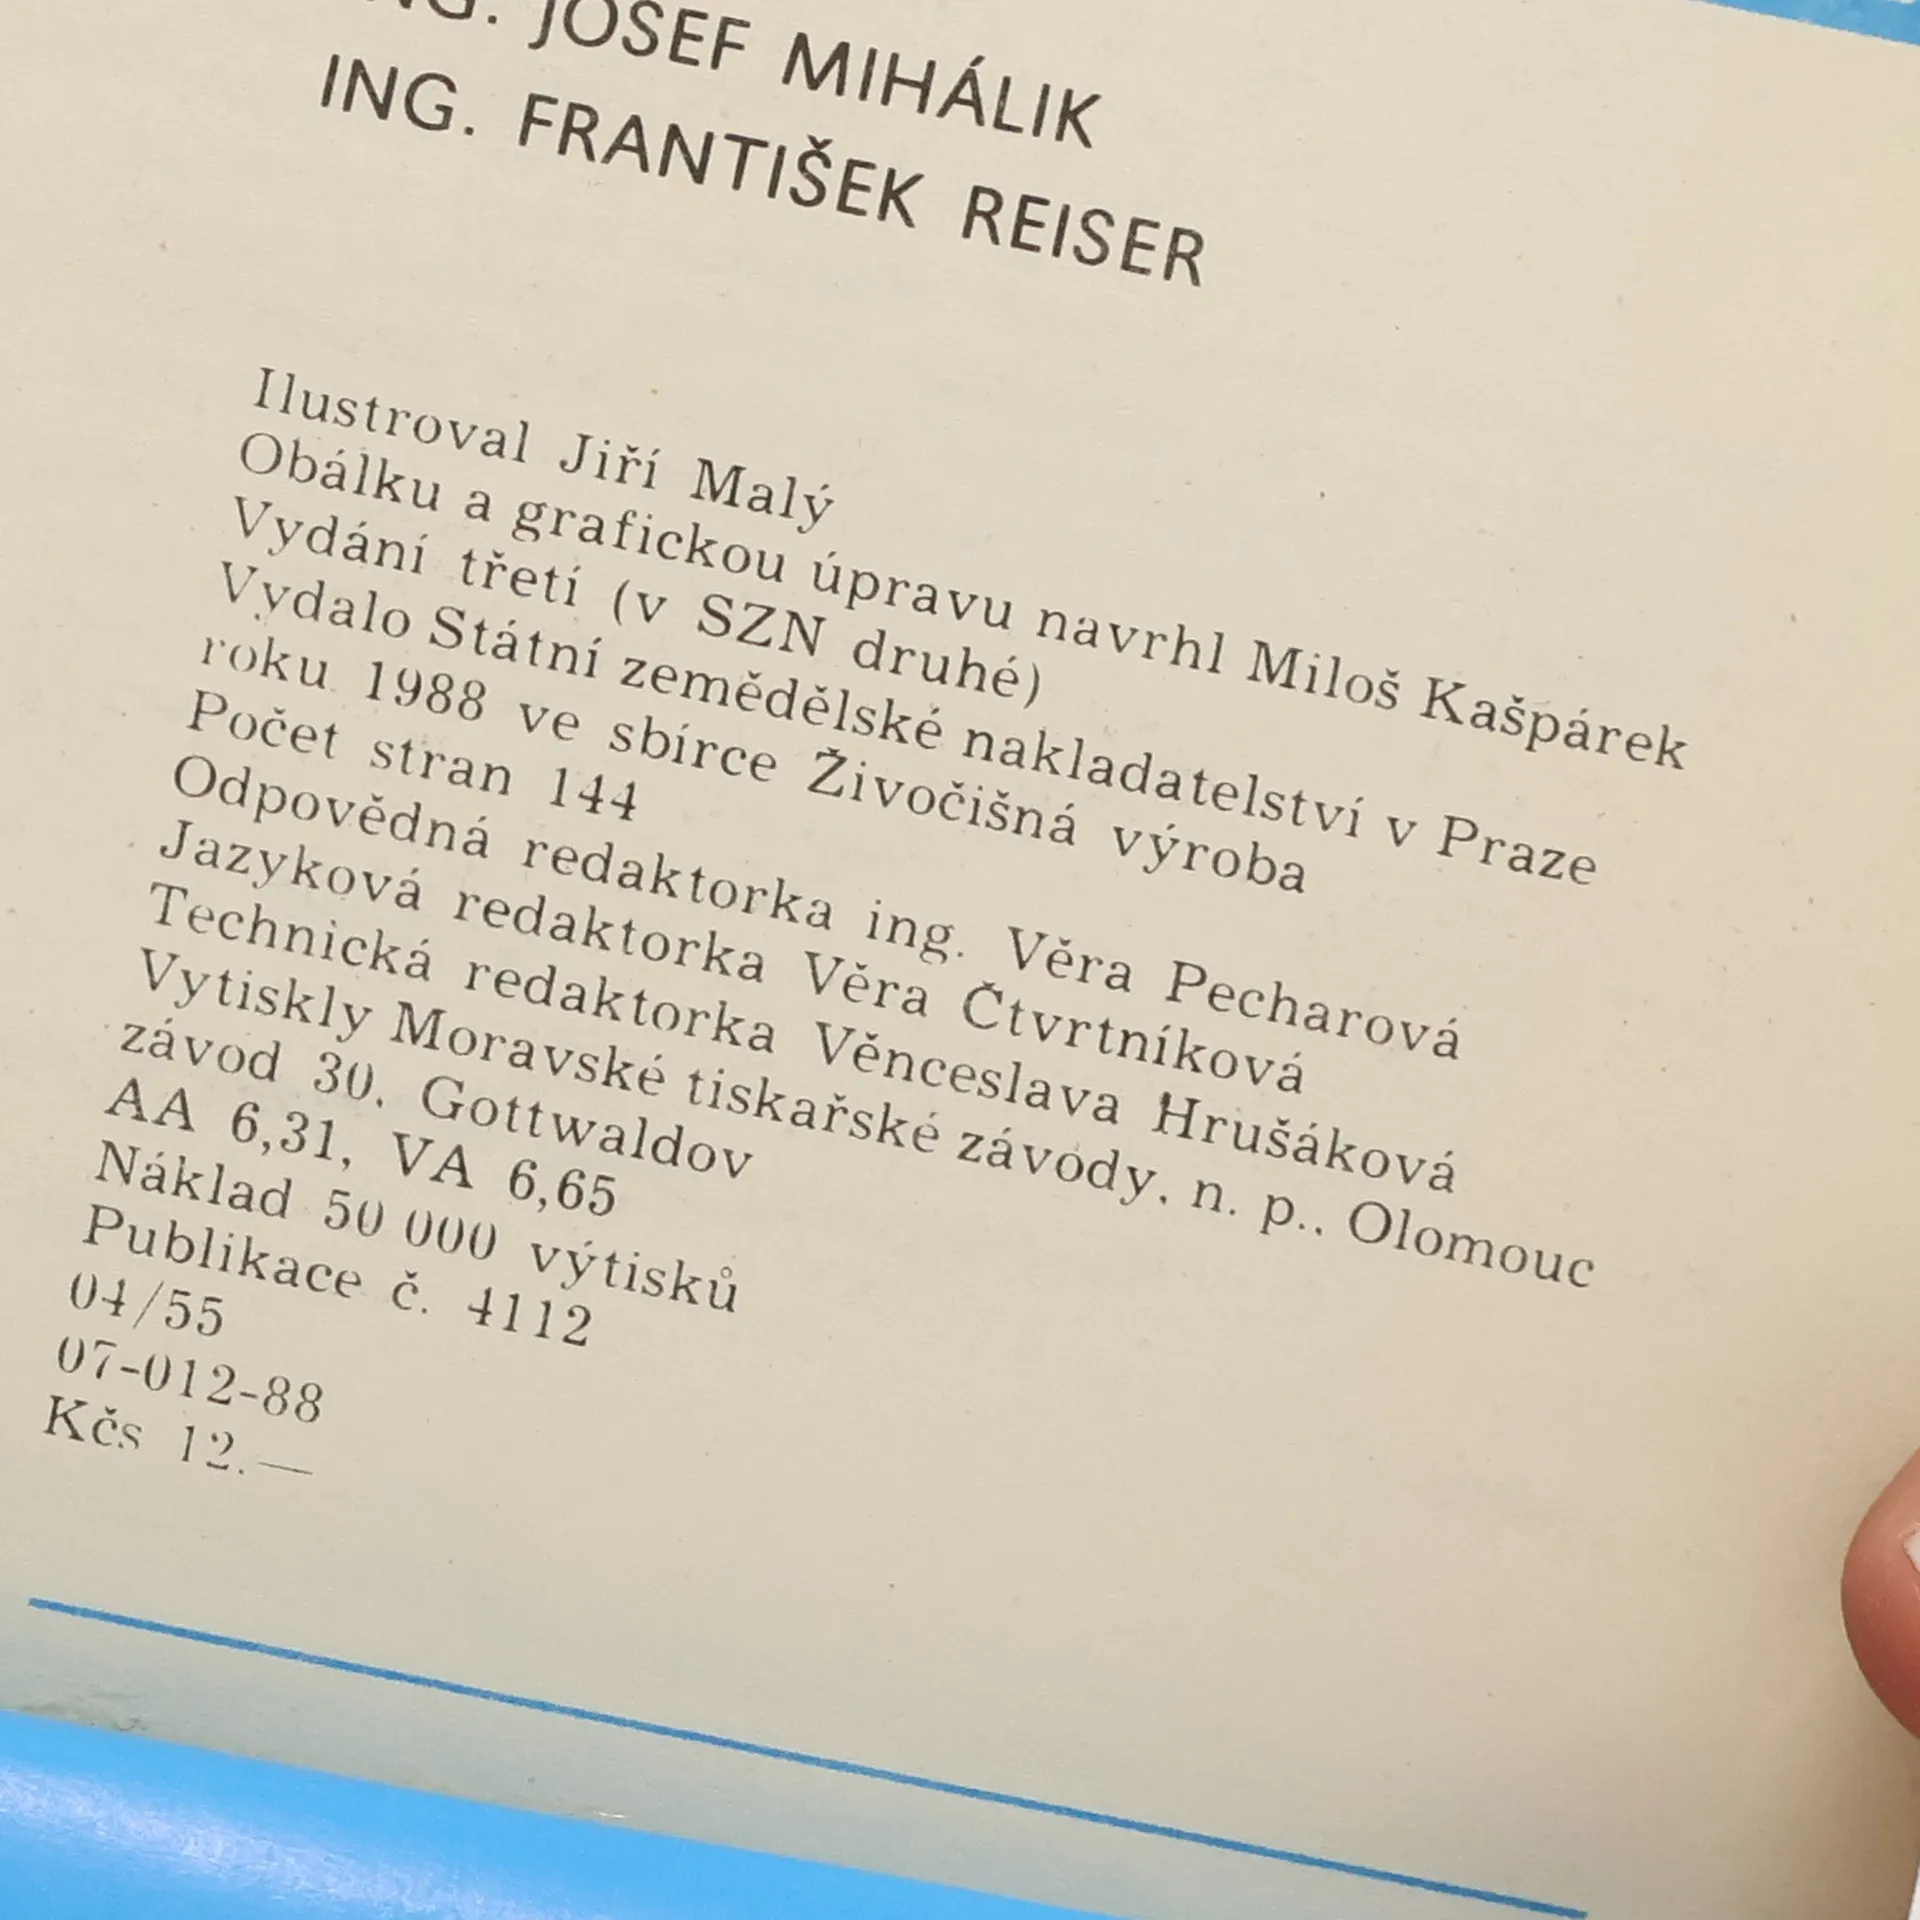 ING. JOSEF MIHÁLIK
ING. FRANTIŠEK REISER
Ilustroval Jiří Malý
Obálku a grafickou úpravu navrhl Miloš Kašpárek
Vydání třetí (v SZN druhé)
Vydalo Státní zemědělské nakladatelství v Praze
roku 1988 ve sbírce Živočišná výroba
Počet stran 144
Odpovědná redaktorka ing. Věra Pecharová
Jazyková redaktorka Věra Čtvrtníková
Technická redaktorka Věnceslava Hrušáková
Vytiskly Moravské tiskařské závody, n. p., Olomouc
závod 30, Gottwaldov
AA 6,31, VA 6,65
Náklad 50 000 výtisků
Publikace č. 4112
04/55
07-012-88
Kčs 12.—